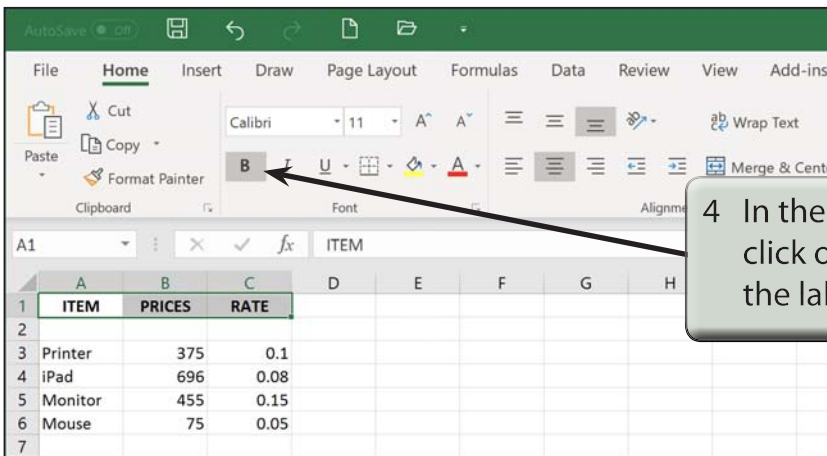 AutoSave Off
File Home Insert Draw Page Layout Formulas Data Review View Add-ins
Cut
Copy
Paste
Format Painter
Clipboard
Calibri 11 A A
B I U A
Font
ab Wrap Text
Merge &
Alignme
A1 fx ITEM
A B C D E F G H
1 ITEM PRICES RATE
2
3 Printer 375 0.1
4 iPad 696 0.08
5 Monitor 455 0.15
6 Mouse 75 0.05
7
4 In the
click
the